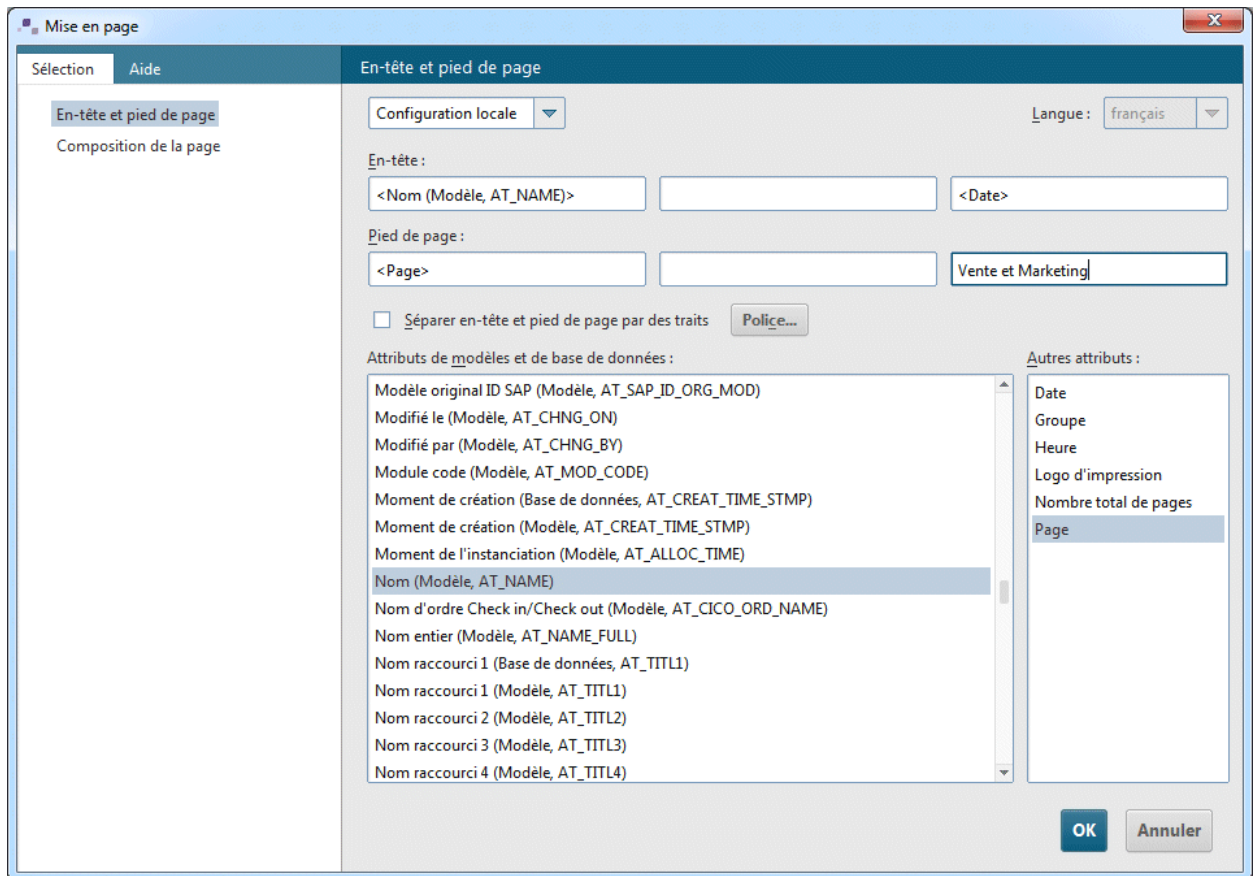 Mise en page
Sélection
Aide
En-tête et pied de page
En-tête et pied de page
Composition de la page
Configuration locale
Langue :
français
En-tête :
<Nom (Modèle, AT_NAME)>
<Date>
Pied de page :
<Page>
Vente et Marketing
Séparer en-tête et pied de page par des traits
Police...
Attributs de modèles et de base de données :
Autres attributs :
Modèle original ID SAP (Modèle, AT_SAP_ID_ORG_MOD)
Modifié le (Modèle, AT_CHNG_ON)
Modifié par (Modèle, AT_CHNG_BY)
Module code (Modèle, AT_MOD_CODE)
Moment de création (Base de données, AT_CREAT_TIME_STMP)
Moment de création (Modèle, AT_CREAT_TIME_STMP)
Moment de l'instanciation (Modèle, AT_ALLOC_TIME)
Nom (Modèle, AT_NAME)
Nom d'ordre Check in/Check out (Modèle, AT_CICO_ORD_NAME)
Nom entier (Modèle, AT_NAME_FULL)
Nom raccourci 1 (Base de données, AT_TITL1)
Nom raccourci 1 (Modèle, AT_TITL1)
Nom raccourci 2 (Modèle, AT_TITL2)
Nom raccourci 3 (Modèle, AT_TITL3)
Nom raccourci 4 (Modèle, AT_TITL4)
Date
Groupe
Heure
Logo d'impression
Nombre total de pages
Page
OK
Annuler